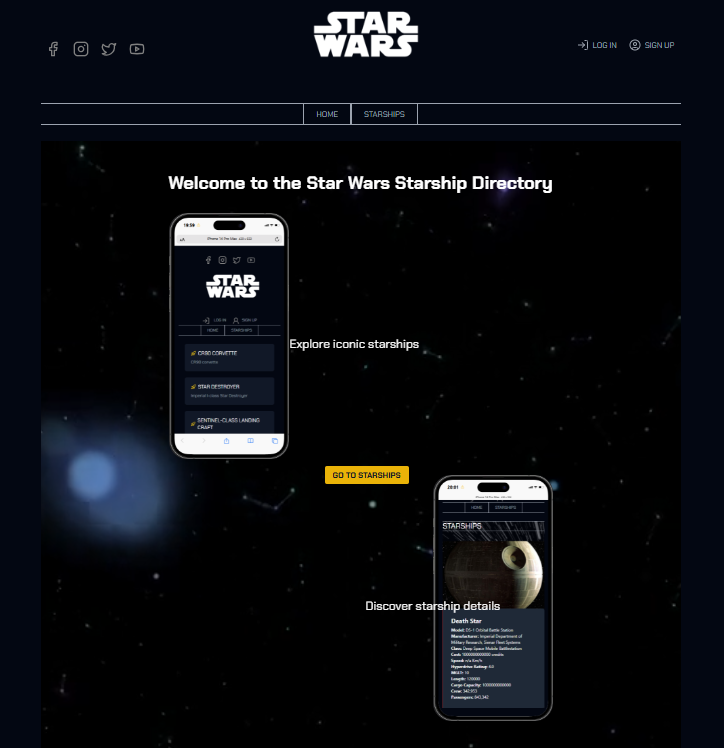 STAR
WARS
LOG IN
SIGN UP
HOME
STARSHIPS
Welcome to the Star Wars Starship Directory
19:59
iPhone 14 Pro Max
STAR
WARS
LOG IN
SIGN UP
HOME
STARSHIPS
CR90 CORVETTE
CR90 corvette
STAR DESTROYER
Imperial I-class Star Destroyer
SENTINEL-CLASS LANDING
CRAFT
Explore iconic starships
GO TO STARSHIPS
20:01
HOME
STARSHIPS
STARSHIPS
Discover starship details
Death Star
Model: DS-1 Orbital Battle Station
Manufacturer: Imperial Department of
Military Research, Sienar Fleet Systems
Class: Deep Space Mobile Battlestation
Cost: 1000000000000 credits
Speed: n/a km/h
Hyperdrive Rating: 4.0
MGLT: 10
Length: 120000
Cargo Capacity: 1000000000000
Crew: 342,953
Passengers: 843,342